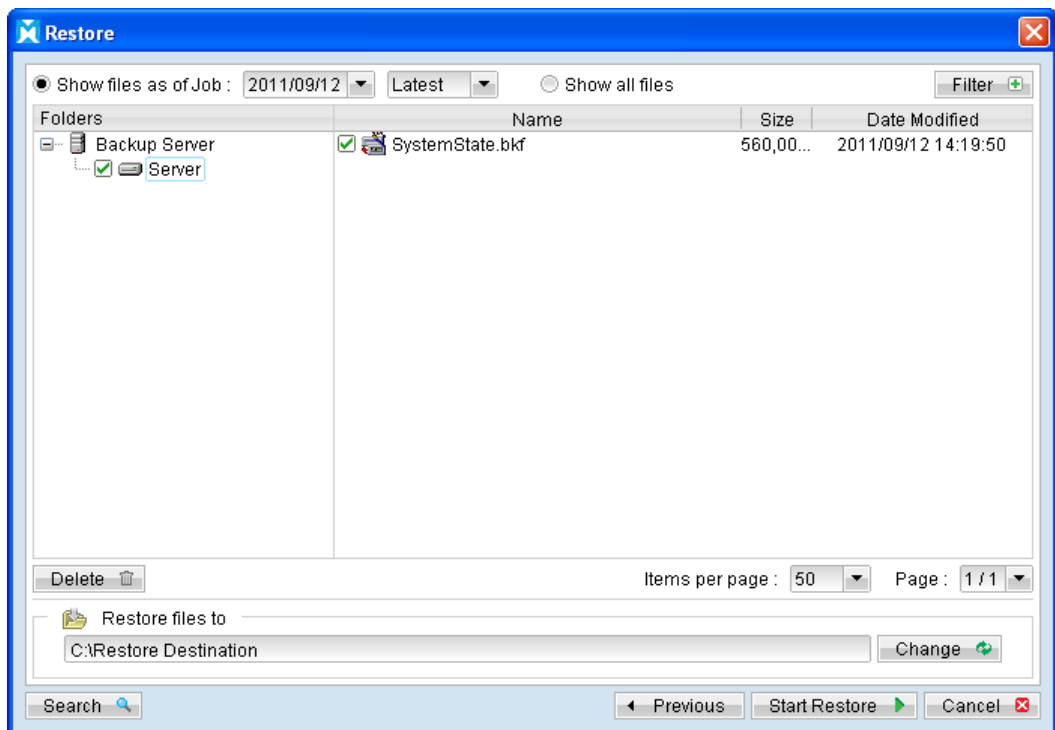 Restore
Show files as of Job : 2011/09/12 Latest Show all files Filter
Folders Name Size Date Modified
Backup Server SystemState.bkf 560,00... 2011/09/12 14:19:50
Server
Delete Items per page : 50 Page : 1 / 1
Restore files to
C:\Restore Destination Change
Search Previous Start Restore Cancel